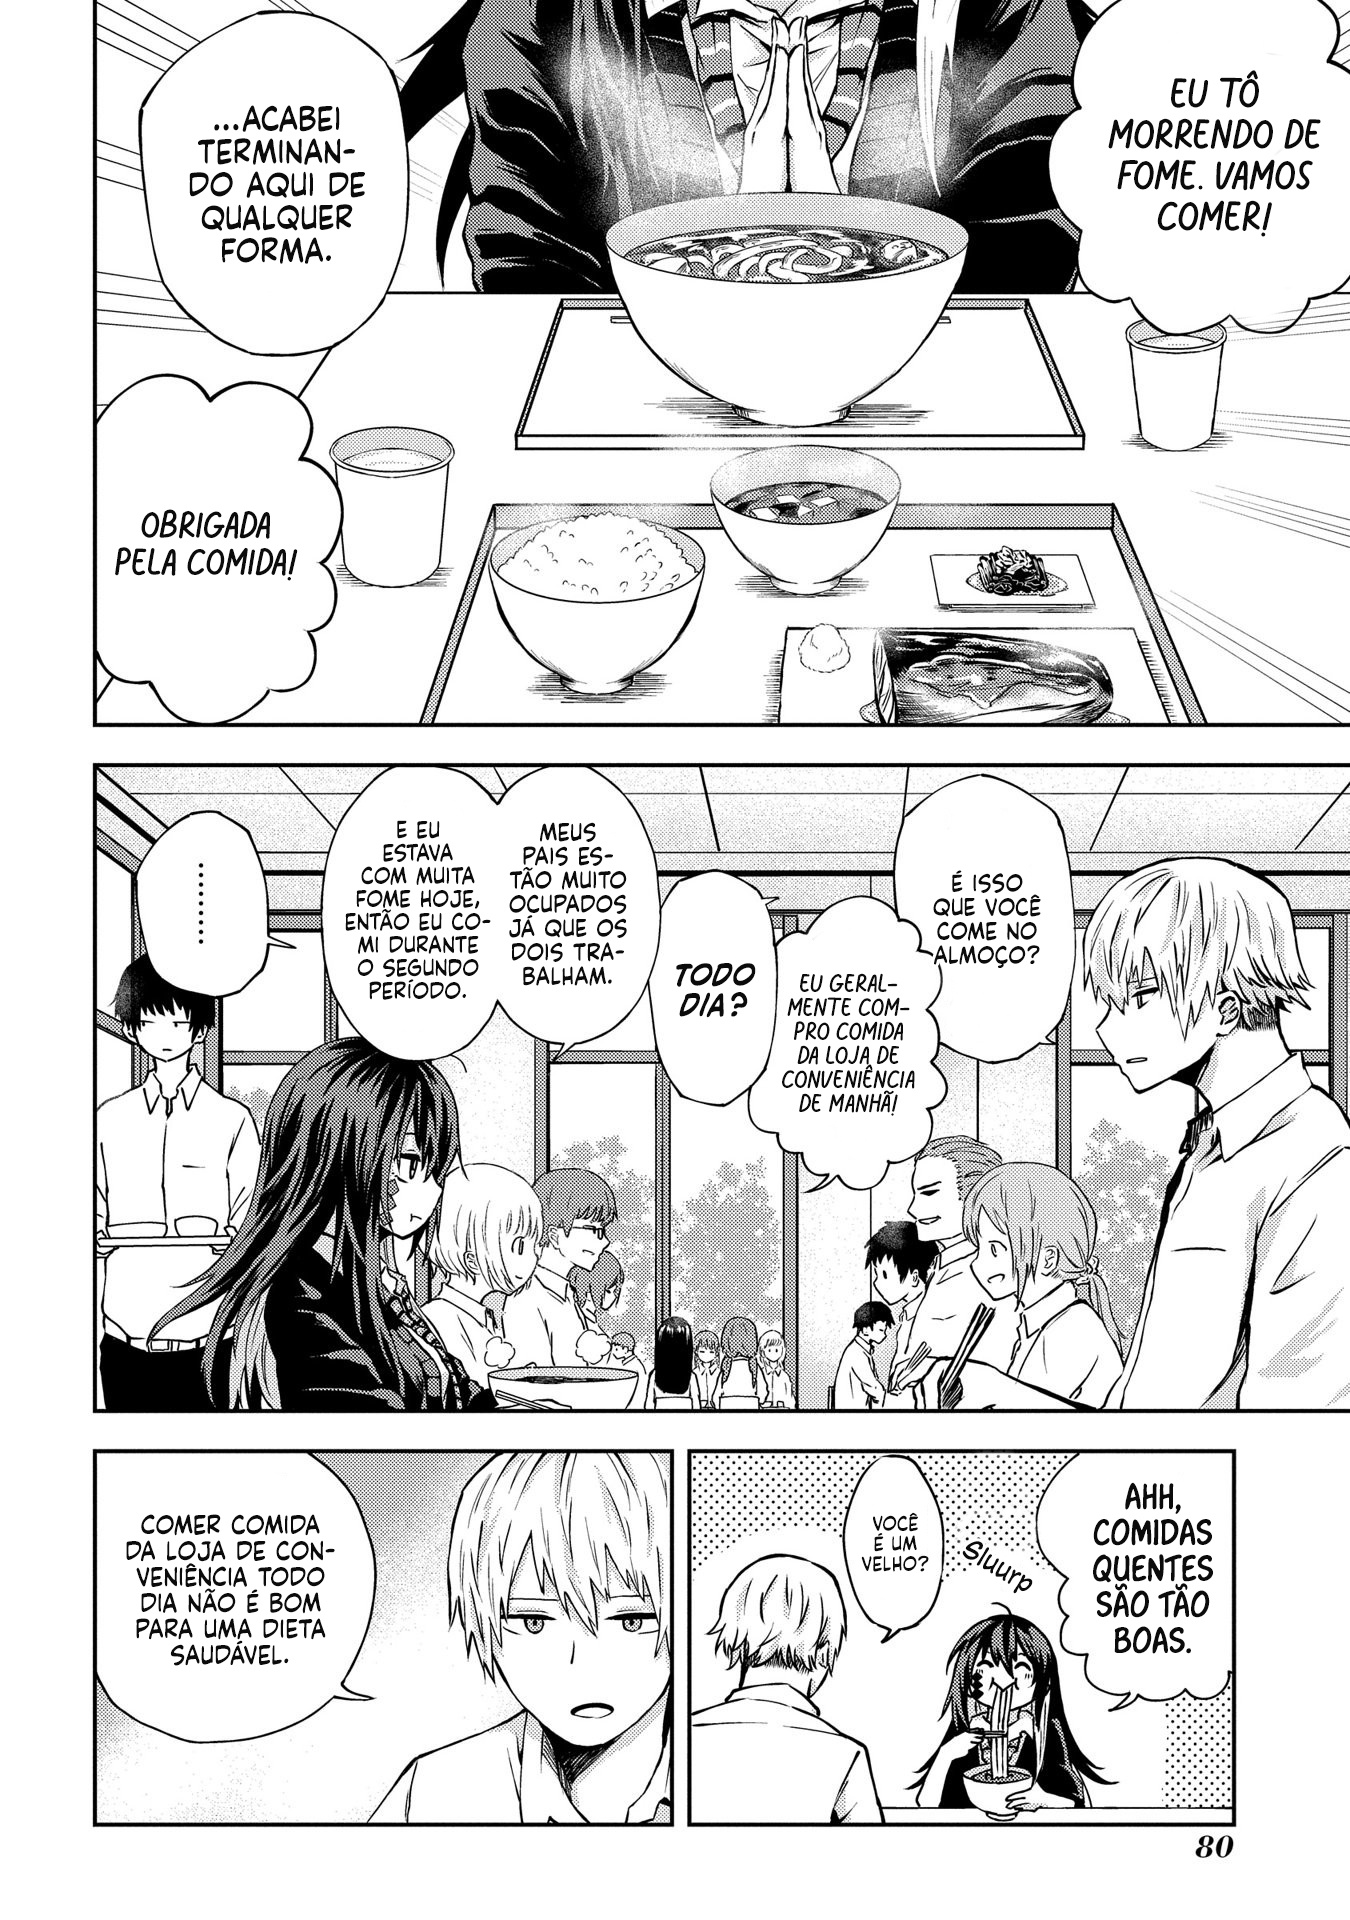 EU TÔ
MORRENDO DE
FOME. VAMOS
COMER!
...ACABEI
TERMINAN-
DO AQUI DE
QUALQUER
FORMA.
OBRIGADA
PELA COMIDA!
É ISSO
QUE VOCÊ
COME NO
ALMOÇO?
EU GERAL-
MENTE COM-
PRO COMIDA
DA LOJA DE
CONVENIÊNCIA
DE MANHÃ!
TODO
DIA?
MEUS
PAIS ES-
TÃO MUITO
OCUPADOS
JÁ QUE OS
DOIS TRA-
BALHAM.
E EU
ESTAVA
COM MUITA
FOME HOJE,
ENTÃO EU CO-
MI DURANTE
O SEGUNDO
PERÍODO.
........
AHH,
COMIDAS
QUENTES
SÃO TÃO
BOAS.
Sluurp
VOCÊ
É UM
VELHO?
COMER COMIDA
DA LOJA DE CON-
VENIÊNCIA TODO
DIA NÃO É BOM
PARA UMA DIETA
SAUDÁVEL.
80